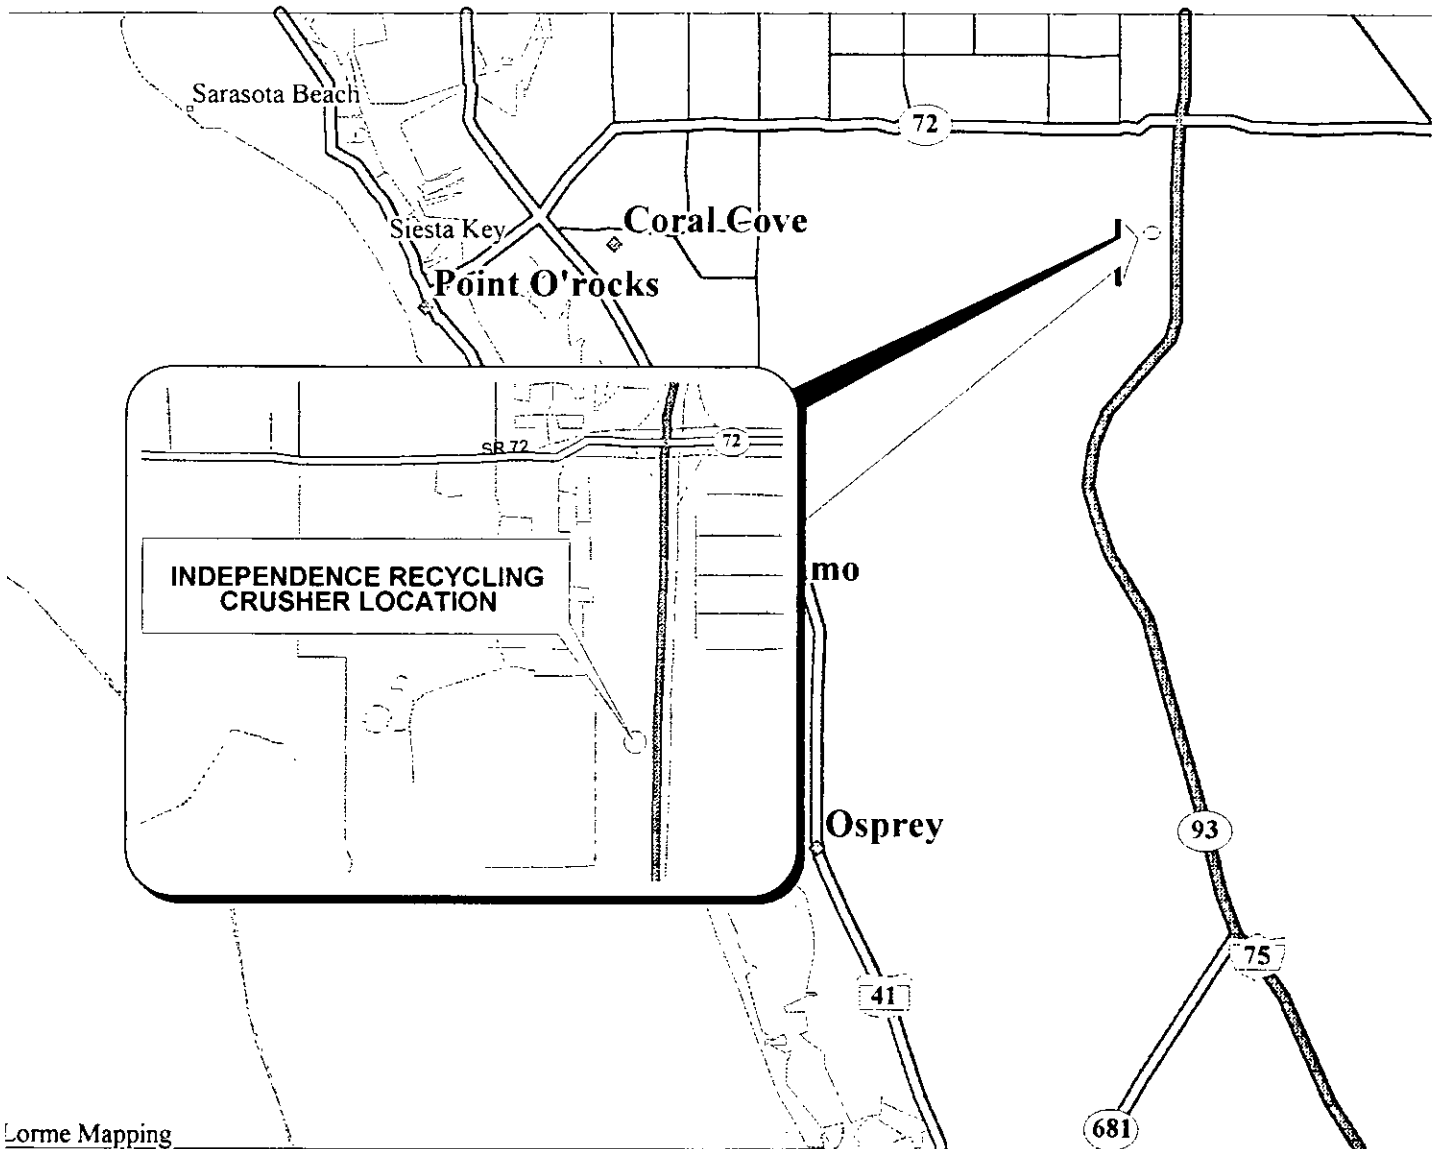 Sarasota Beach
72
Siesta Key
Coral Cove
Point O'rocks
SR 72
72
INDEPENDENCE RECYCLING
CRUSHER LOCATION
mo
Osprey
93
75
41
681
Lorme Mapping